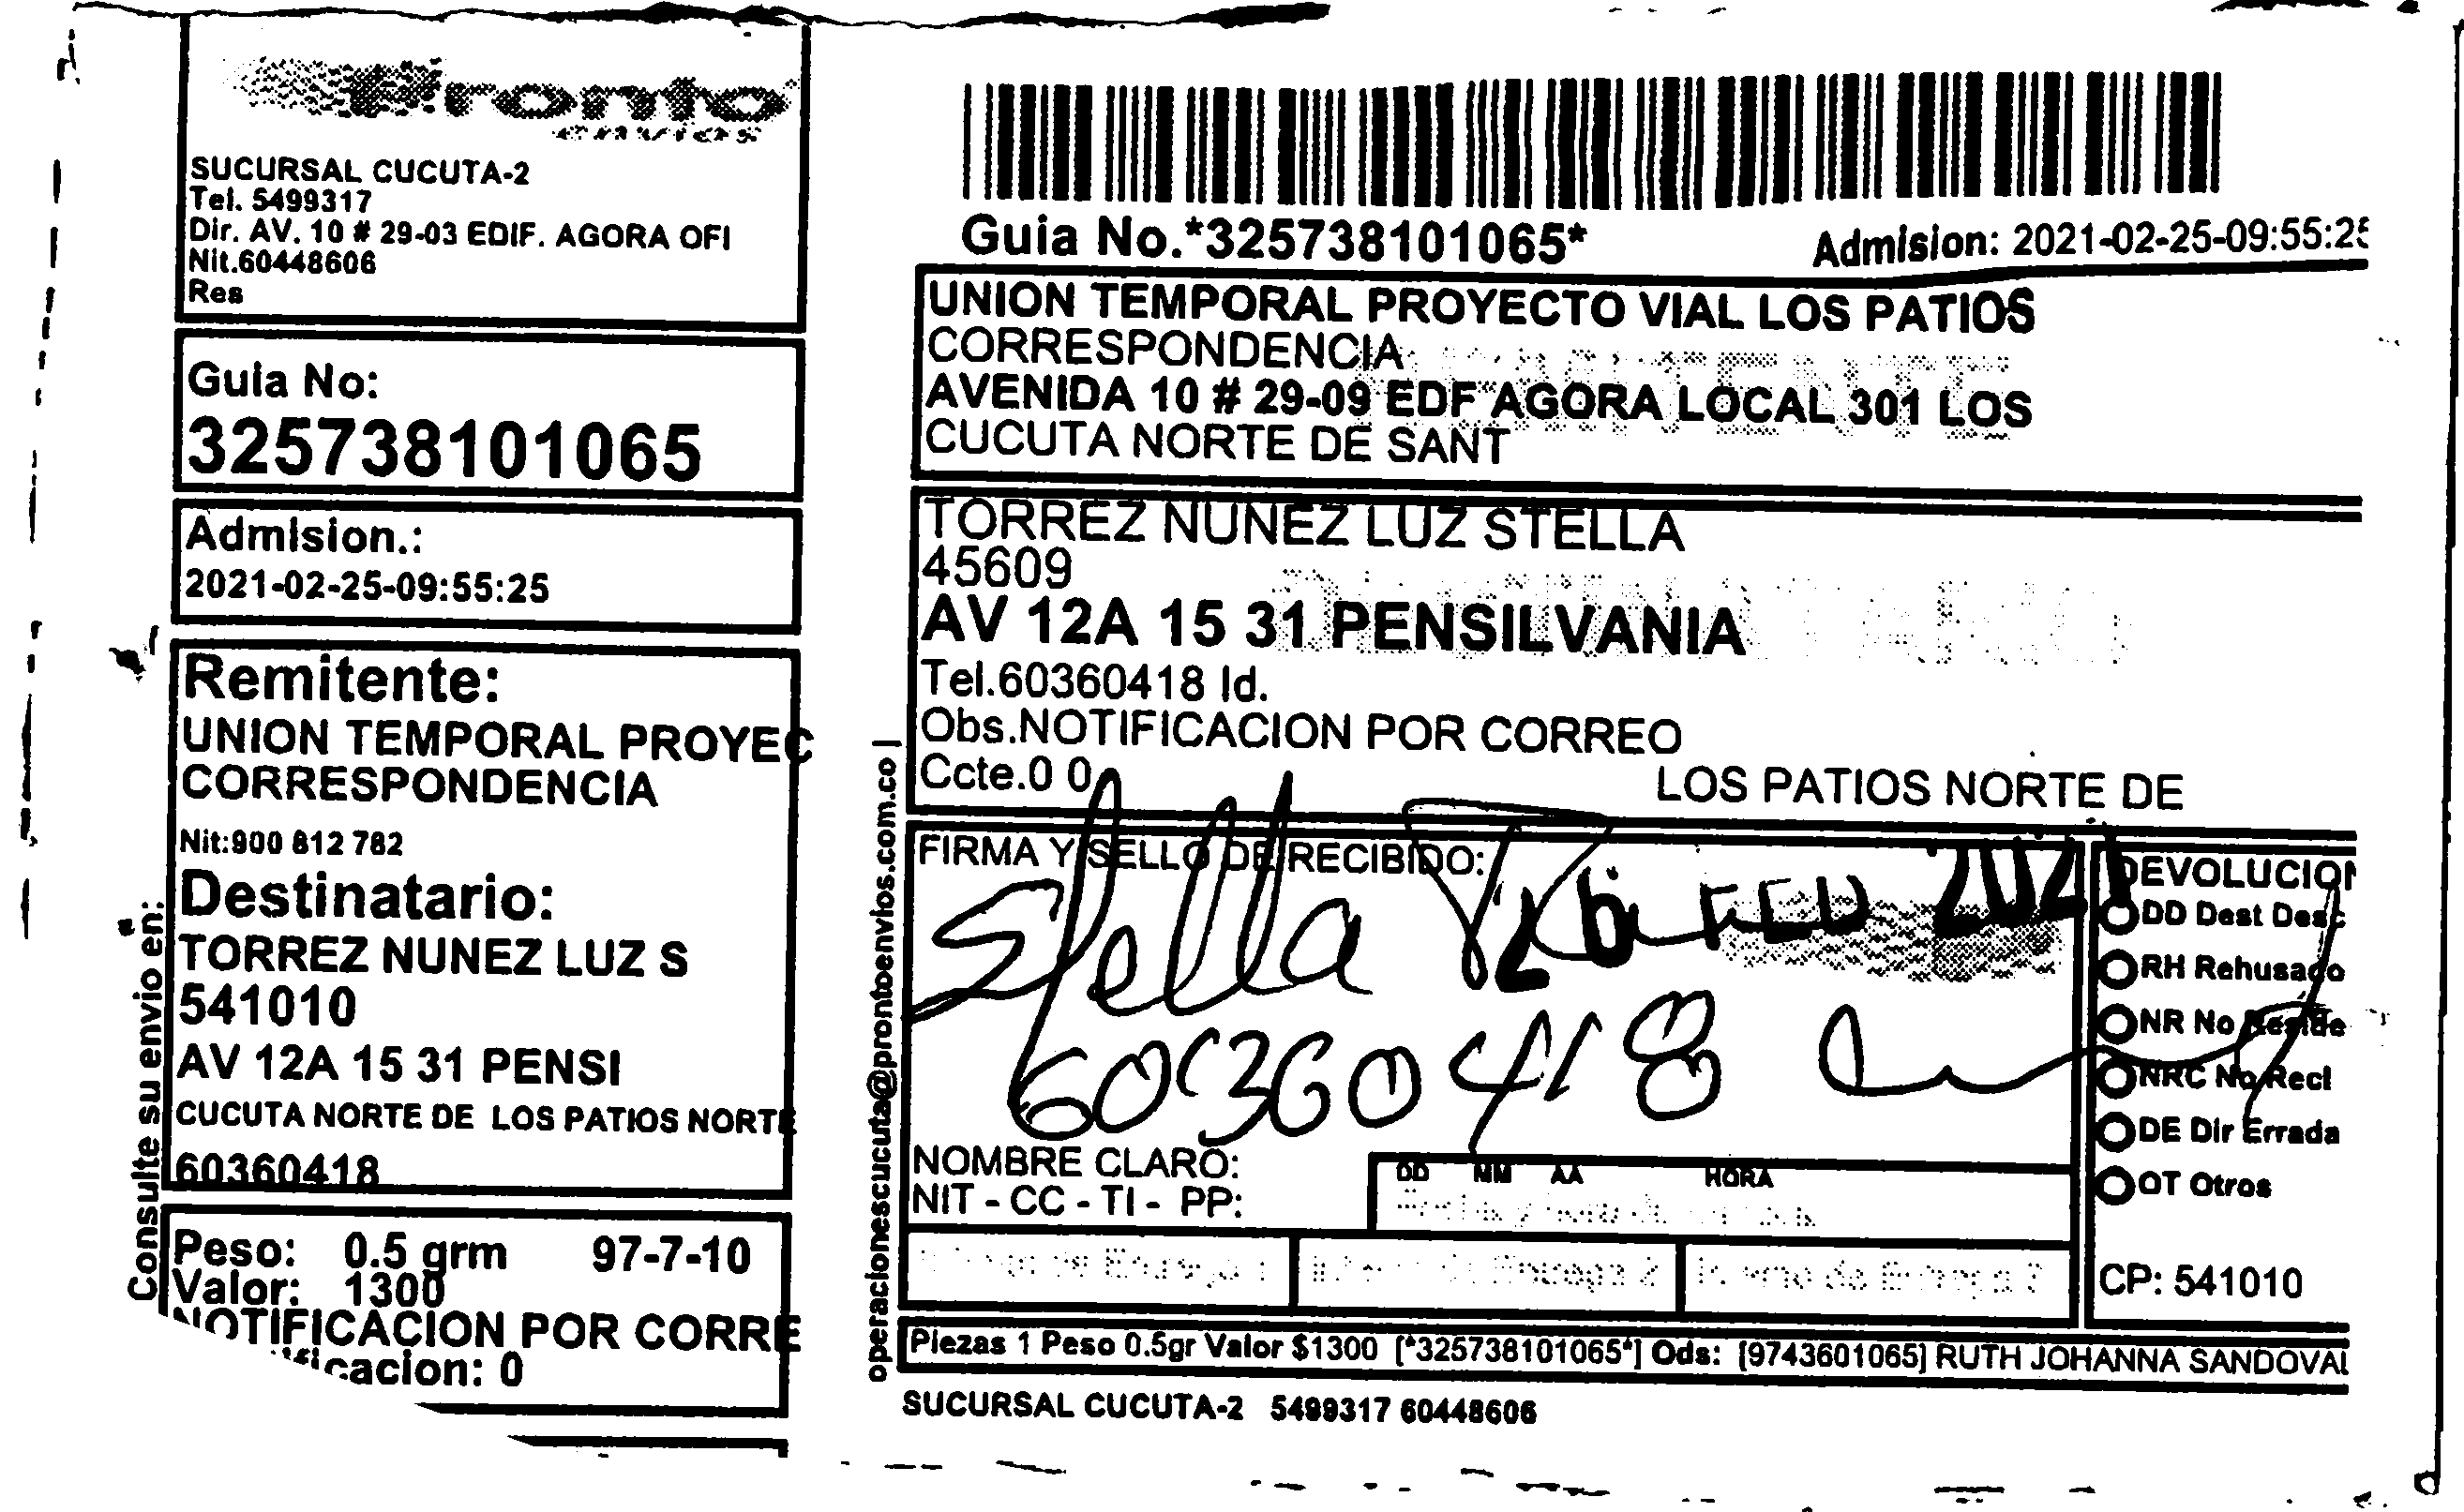 Pronto
envios
SUCURSAL CUCUTA-2
Tel. 5499317
Dir. AV. 10 # 29-03 EDIF. AGORA OFI
Nit.60448606
Res
Guia No:
325738101065
Admision.:
2021-02-25-09:55:25
Remitente:
UNION TEMPORAL PROYEC
CORRESPONDENCIA
Nit:900 812 782
Destinatario:
TORREZ NUNEZ LUZ S
541010
AV 12A 15 31 PENSI
CUCUTA NORTE DE LOS PATIOS NORTE
60360418
Peso: 0.5 grm 97-7-10
Valor: 1300
NOTIFICACION POR CORRE
ificacion: 0
Consulte su envio en:
operacionescucuta@prontoenvios.com.co |
Guia No.*325738101065*
Admision: 2021-02-25-09:55:25
UNION TEMPORAL PROYECTO VIAL LOS PATIOS
CORRESPONDENCIA
AVENIDA 10 # 29-09 EDF AGORA LOCAL 301 LOS
CUCUTA NORTE DE SANT
TORREZ NUNEZ LUZ STELLA
45609
AV 12A 15 31 PENSILVANIA
Tel.60360418 Id.
Obs.NOTIFICACION POR CORREO
Ccte.0 0
LOS PATIOS NORTE DE
FIRMA Y SELLO DE RECIBIDO:
26 FEB 2021
Stella
60360418
NOMBRE CLARO:
NIT - CC - TI - PP:
DD MM AA HORA
DEVOLUCION
DD Dest Desc
RH Rehusado
NR No Reside
NRC No Recl
DE Dir Errada
OT Otros
CP: 541010
Piezas 1 Peso 0.5gr Valor $1300 [*325738101065*] Ods: [9743601065] RUTH JOHANNA SANDOVAL
SUCURSAL CUCUTA-2 5499317 60448606